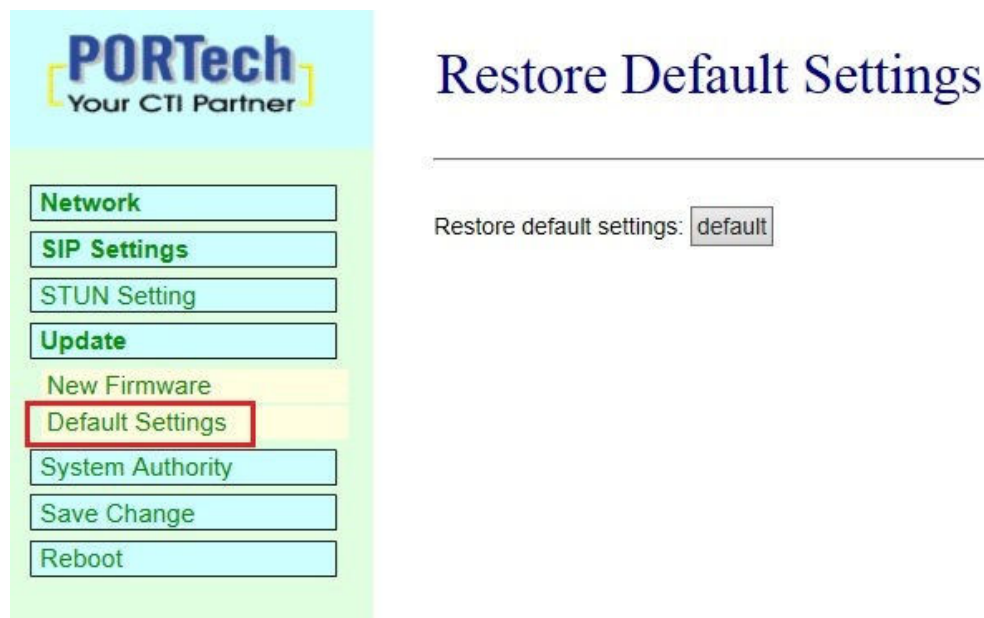 PORTech
Your CTI Partner
Network
SIP Settings
STUN Setting
Update
New Firmware
Default Settings
System Authority
Save Change
Reboot
Restore Default Settings
Restore default settings: default